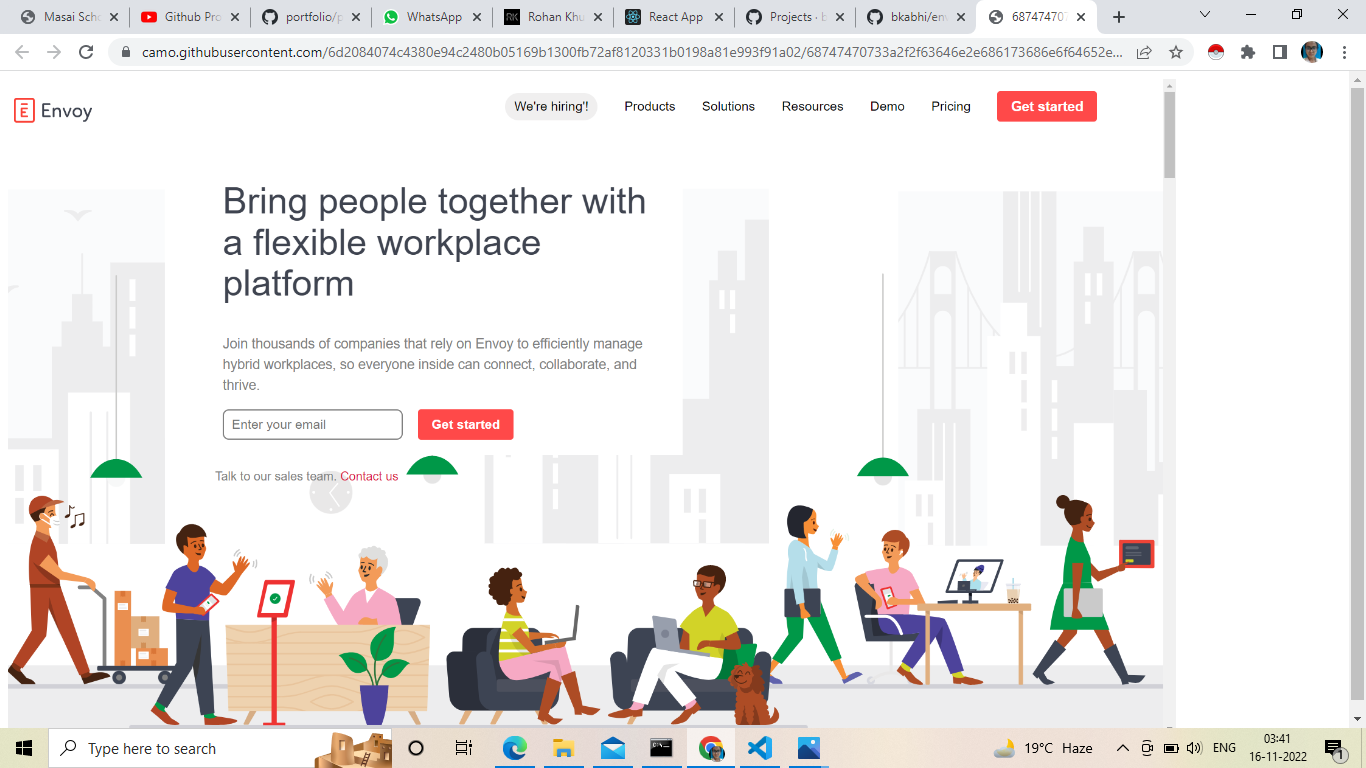 Masai Scho
Github Pro
portfolio/p
WhatsApp
Rohan Khu
React App
Projects · b
bkabhi/env
687474707
camo.githubusercontent.com/6d2084074c4380e94c2480b05169b1300fb72af8120331b0198a81e993f91a02/68747470733a2f2f63646e2e686173686e6f64652e...
Envoy
We're hiring'!
Products
Solutions
Resources
Demo
Pricing
Get started
Bring people together with
a flexible workplace
platform
Join thousands of companies that rely on Envoy to efficiently manage
hybrid workplaces, so everyone inside can connect, collaborate, and
thrive.
Enter your email
Get started
Talk to our sales team. Contact us
Type here to search
19°C Haze
ENG
03:41
16-11-2022
1